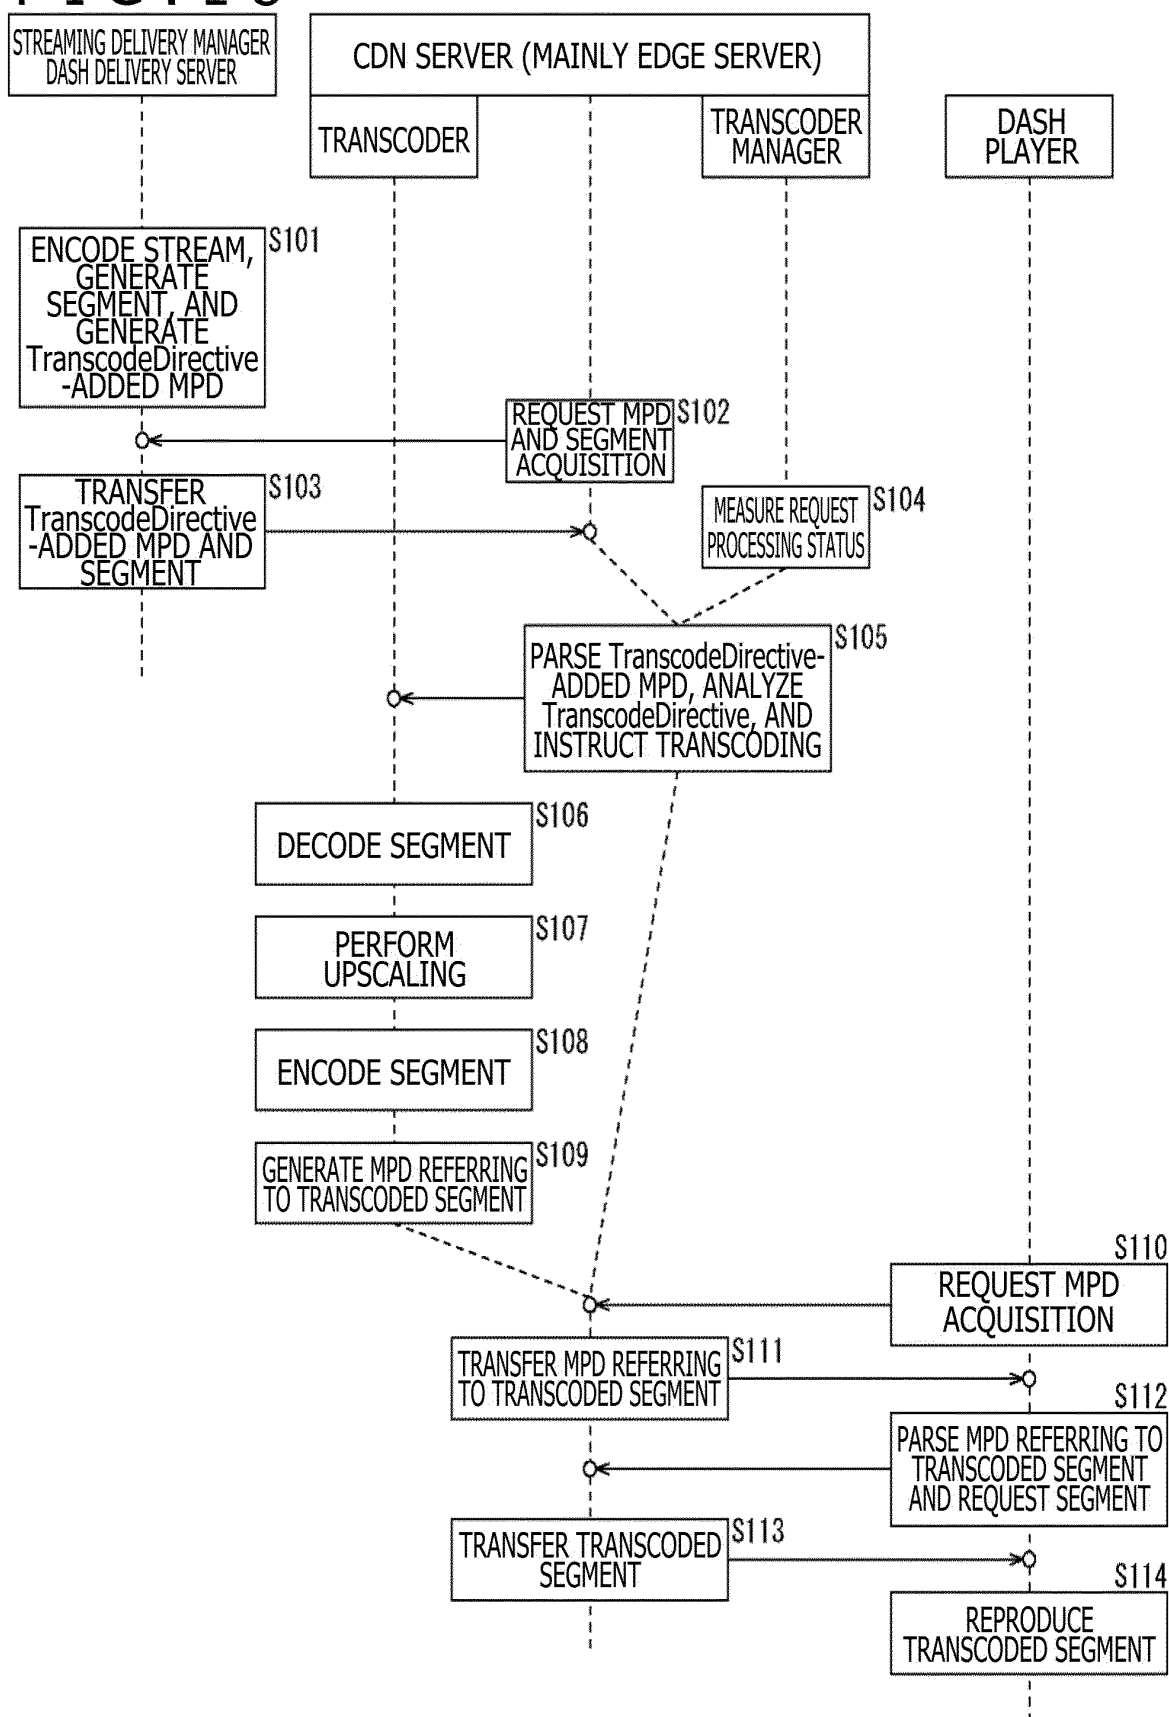 STREAMING DELIVERY MANAGER
DASH DELIVERY SERVER
CDN SERVER (MAINLY EDGE SERVER)
TRANSCODER
TRANSCODER
MANAGER
DASH
PLAYER
S101
ENCODE STREAM,
GENERATE
SEGMENT, AND
GENERATE
TranscodeDirective
-ADDED MPD
S102
REQUEST MPD
AND SEGMENT
ACQUISITION
S103
TRANSFER
TranscodeDirective
-ADDED MPD AND
SEGMENT
S104
MEASURE REQUEST
PROCESSING STATUS
S105
PARSE TranscodeDirective-
ADDED MPD, ANALYZE
TranscodeDirective, AND
INSTRUCT TRANSCODING
S106
DECODE SEGMENT
S107
PERFORM
UPSCALING
S108
ENCODE SEGMENT
S109
GENERATE MPD REFERRING
TO TRANSCODED SEGMENT
S110
REQUEST MPD
ACQUISITION
S111
TRANSFER MPD REFERRING
TO TRANSCODED SEGMENT
S112
PARSE MPD REFERRING TO
TRANSCODED SEGMENT
AND REQUEST SEGMENT
S113
TRANSFER TRANSCODED
SEGMENT
S114
REPRODUCE
TRANSCODED SEGMENT